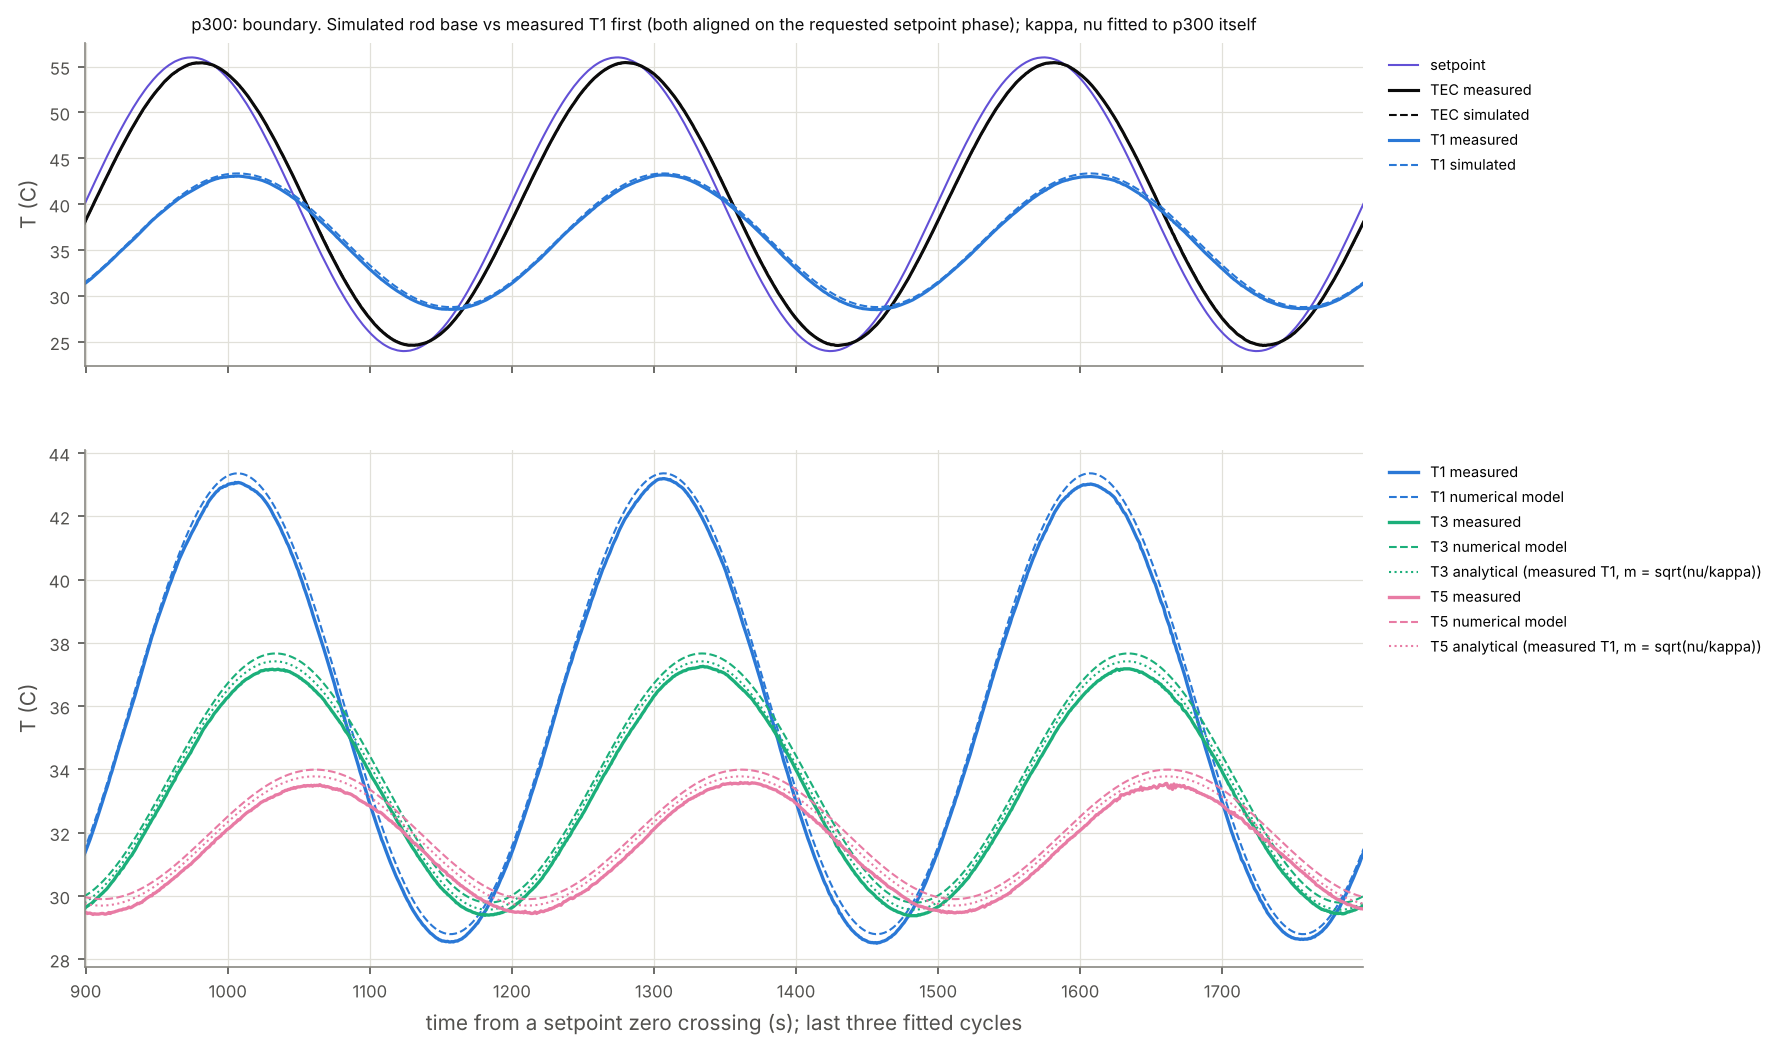 p300: boundary. Simulated rod base vs measured T1 first (both aligned on the requested setpoint phase); kappa, nu fitted to p300 itself
T (C)
55
50
45
40
35
30
25
setpoint
TEC measured
TEC simulated
T1 measured
T1 simulated
T (C)
44
42
40
38
36
34
32
30
28
900
1000
1100
1200
1300
1400
1500
1600
1700
time from a setpoint zero crossing (s); last three fitted cycles
T1 measured
T1 numerical model
T3 measured
T3 numerical model
T3 analytical (measured T1, m = sqrt(nu/kappa))
T5 measured
T5 numerical model
T5 analytical (measured T1, m = sqrt(nu/kappa))